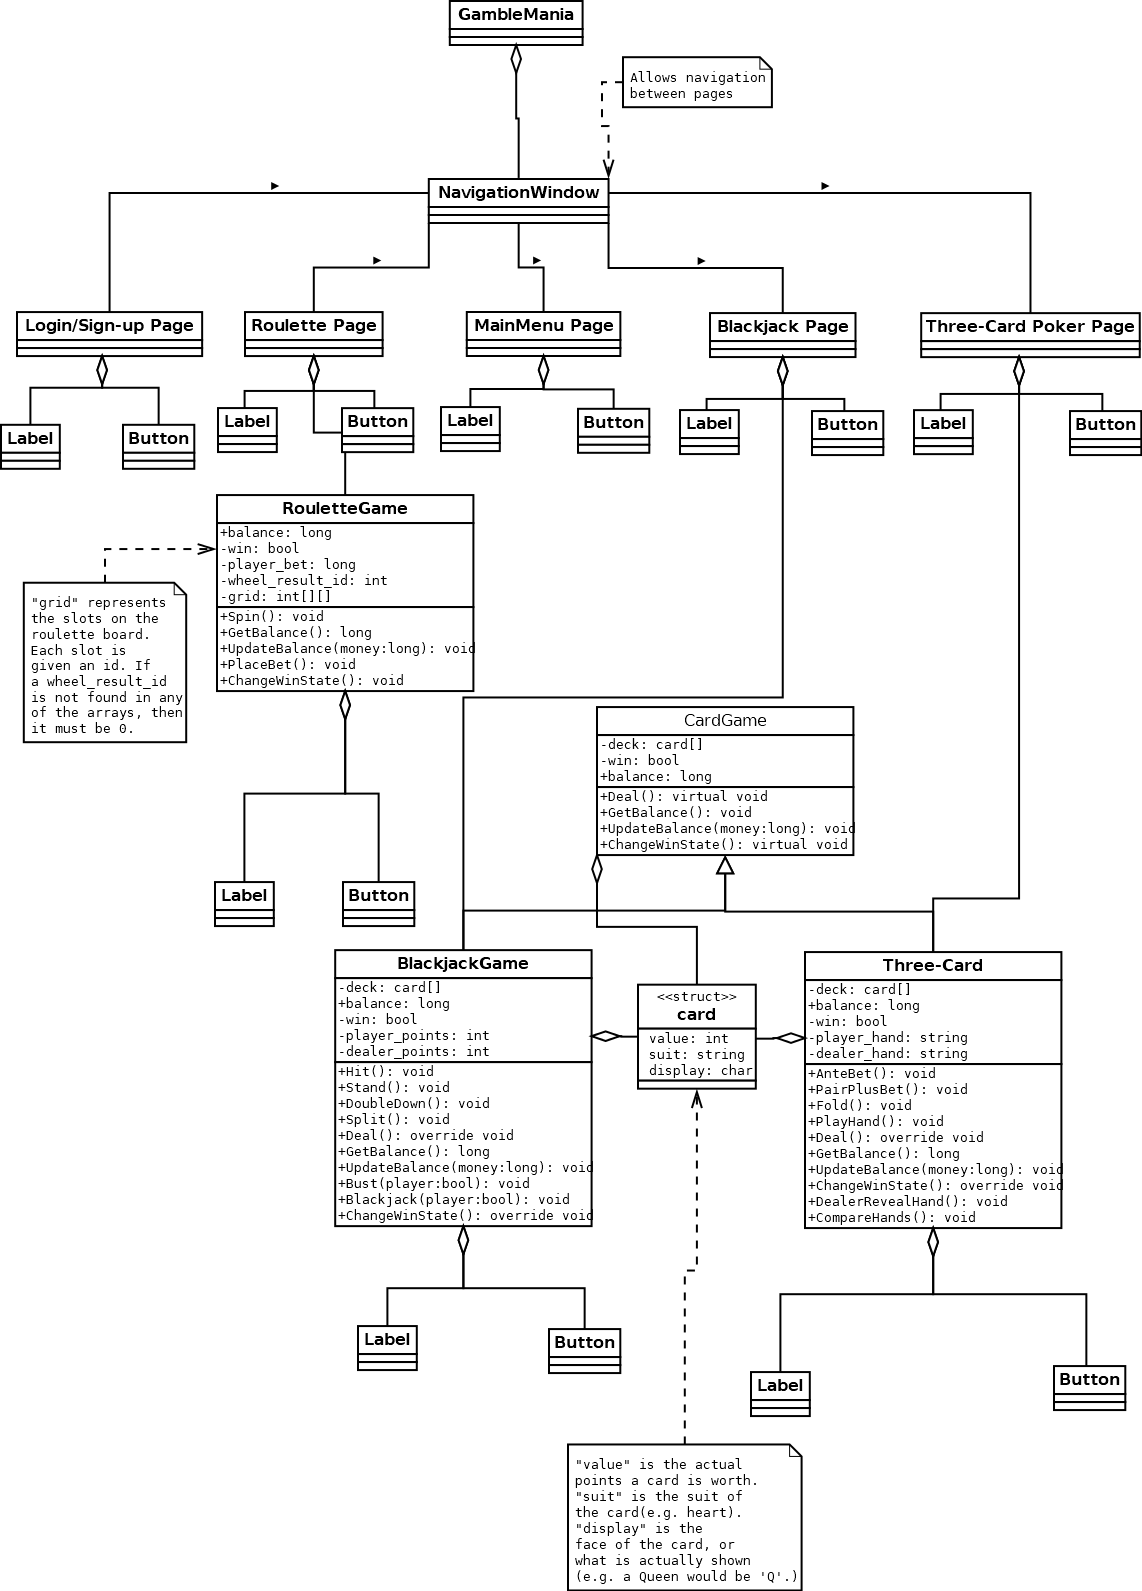 GambleMania
Allows navigation
between pages
NavigationWindow
Login/Sign-up Page
Roulette Page
MainMenu Page
Blackjack Page
Three-Card Poker Page
Label
Button
Label
Button
Label
Button
Label
Button
Label
Button
RouletteGame
+balance: long
-win: bool
-player_bet: long
-wheel_result_id: int
-grid: int[][]
+Spin(): void
+GetBalance(): long
+UpdateBalance(money:long): void
+PlaceBet(): void
+ChangeWinState(): void
"grid" represents
the slots on the
roulette board.
Each slot is
given an id. If
a wheel_result_id
is not found in any
of the arrays, then
it must be 0.
CardGame
-deck: card[]
-win: bool
+balance: long
+Deal(): virtual void
+GetBalance(): void
+UpdateBalance(money:long): void
+ChangeWinState(): virtual void
Label
Button
BlackjackGame
-deck: card[]
+balance: long
-win: bool
-player_points: int
-dealer_points: int
+Hit(): void
+Stand(): void
+DoubleDown(): void
+Split(): void
+Deal(): override void
+GetBalance(): long
+UpdateBalance(money:long): void
+Bust(player:bool): void
+Blackjack(player:bool): void
+ChangeWinState(): override void
<<struct>>
card
value: int
suit: string
display: char
Three-Card
-deck: card[]
+balance: long
-win: bool
-player_hand: string
-dealer_hand: string
+AnteBet(): void
+PairPlusBet(): void
+Fold(): void
+PlayHand(): void
+Deal(): override void
+GetBalance(): long
+UpdateBalance(money:long): void
+ChangeWinState(): override void
+DealerRevealHand(): void
+CompareHands(): void
Label
Button
Label
Button
"value" is the actual
points a card is worth.
"suit" is the suit of
the card(e.g. heart).
"display" is the
face of the card, or
what is actually shown
(e.g. a Queen would be 'Q'.)